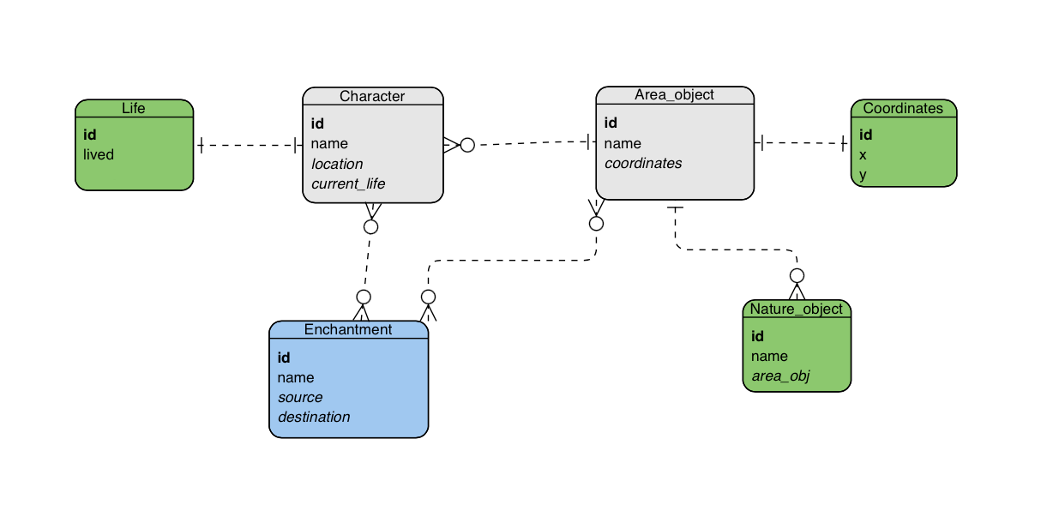 Life
id
lived
Character
id
name
location
current_life
Area_object
id
name
coordinates
Coordinates
id
x
y
Enchantment
id
name
source
destination
Nature_object
id
name
area_obj